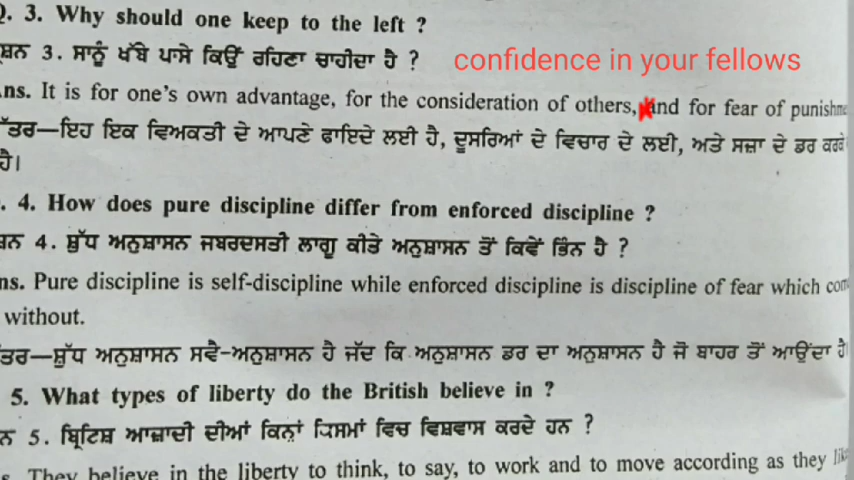 Q. 3. Why should one keep to the left ?
ਸ਼ਨ 3. ਸਾਨੂੰ ਖੱਬੇ ਪਾਸੇ ਕਿਉਂ ਰਹਿਣਾ ਚਾਹੀਦਾ ਹੈ ?
confidence in your fellows
ns. It is for one's own advantage, for the consideration of others, and for fear of punishme
ੱਤਰ—ਇਹ ਇਕ ਵਿਅਕਤੀ ਦੇ ਆਪਣੇ ਫਾਇਦੇ ਲਈ ਹੈ, ਦੂਸਰਿਆਂ ਦੇ ਵਿਚਾਰ ਦੇ ਲਈ, ਅਤੇ ਸਜ਼ਾ ਦੇ ਡਰ ਕਰਕੇ
ਹੈ।
. 4. How does pure discipline differ from enforced discipline ?
ਸ਼ਨ 4. ਸ਼ੁੱਧ ਅਨੁਸ਼ਾਸਨ ਜਬਰਦਸਤੀ ਲਾਗੂ ਕੀਤੇ ਅਨੁਸ਼ਾਸਨ ਤੋਂ ਕਿਵੇਂ ਭਿੰਨ ਹੈ ?
ns. Pure discipline is self-discipline while enforced discipline is discipline of fear which com
without.
ੱਤਰ—ਸ਼ੁੱਧ ਅਨੁਸ਼ਾਸਨ ਸਵੈ-ਅਨੁਸ਼ਾਸਨ ਹੈ ਜੱਦ ਕਿ ਅਨੁਸ਼ਾਸਨ ਡਰ ਦਾ ਅਨੁਸ਼ਾਸਨ ਹੈ ਜੋ ਬਾਹਰ ਤੋਂ ਆਉਂਦਾ ਹੈ
5. What types of liberty do the British believe in ?
ਨ 5. ਬ੍ਰਿਟਿਸ਼ ਆਜ਼ਾਦੀ ਦੀਆਂ ਕਿਨ੍ਹਾਂ ਕਿਸਮਾਂ ਵਿਚ ਵਿਸ਼ਵਾਸ ਕਰਦੇ ਹਨ ?
s. They believe in the liberty to think, to say, to work and to move according as they lik